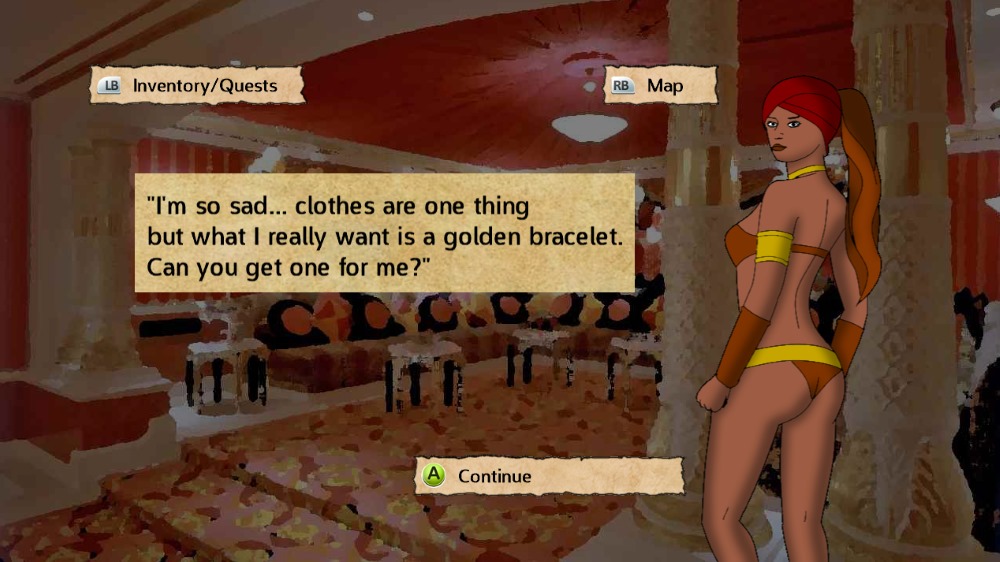 LB Inventory/Quests
RB Map
"I'm so sad... clothes are one thing
but what I really want is a golden bracelet.
Can you get one for me?"
A Continue